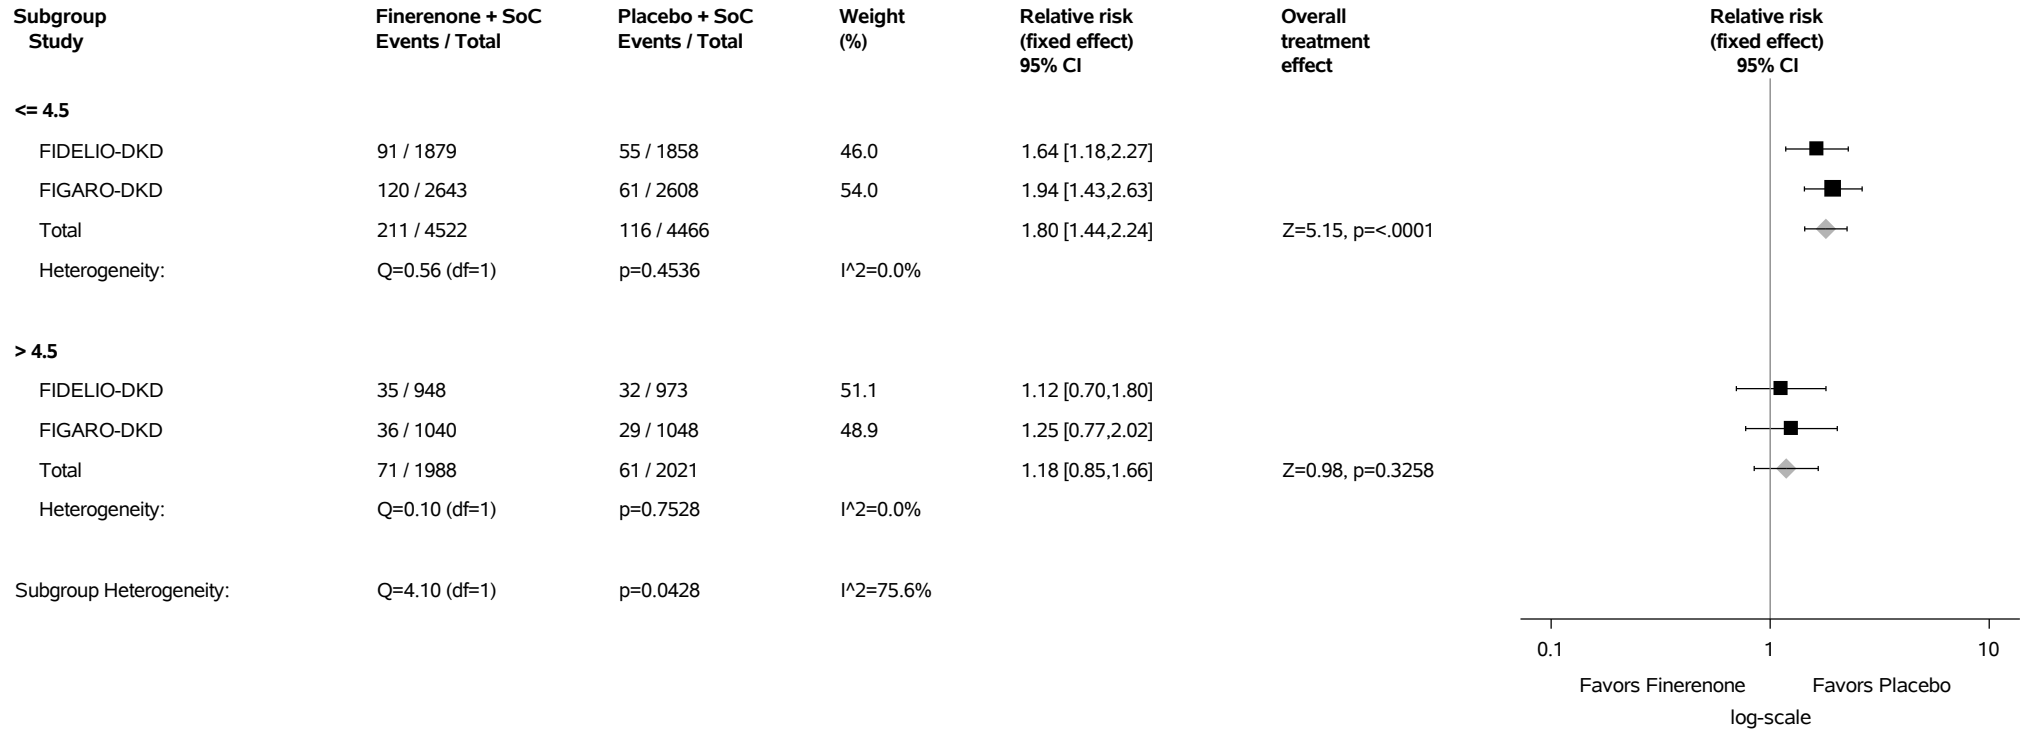 Subgroup Finerenone + SoC Placebo + SoC Weight Relative risk Overall Relative risk
Study Events / Total Events / Total (%) (fixed effect) treatment (fixed effect)
95% CI effect 95% CI
<= 4.5
FIDELIO-DKD 91 / 1879 55 / 1858 46.0 1.64 [1.18,2.27]
FIGARO-DKD 120 / 2643 61 / 2608 54.0 1.94 [1.43,2.63]
Total 211 / 4522 116 / 4466 1.80 [1.44,2.24] Z=5.15, p=<.0001
Heterogeneity: Q=0.56 (df=1) p=0.4536 I^2=0.0%
> 4.5
FIDELIO-DKD 35 / 948 32 / 973 51.1 1.12 [0.70,1.80]
FIGARO-DKD 36 / 1040 29 / 1048 48.9 1.25 [0.77,2.02]
Total 71 / 1988 61 / 2021 1.18 [0.85,1.66] Z=0.98, p=0.3258
Heterogeneity: Q=0.10 (df=1) p=0.7528 I^2=0.0%
Subgroup Heterogeneity: Q=4.10 (df=1) p=0.0428 I^2=75.6%
0.1 1 10
Favors Finerenone Favors Placebo
log-scale